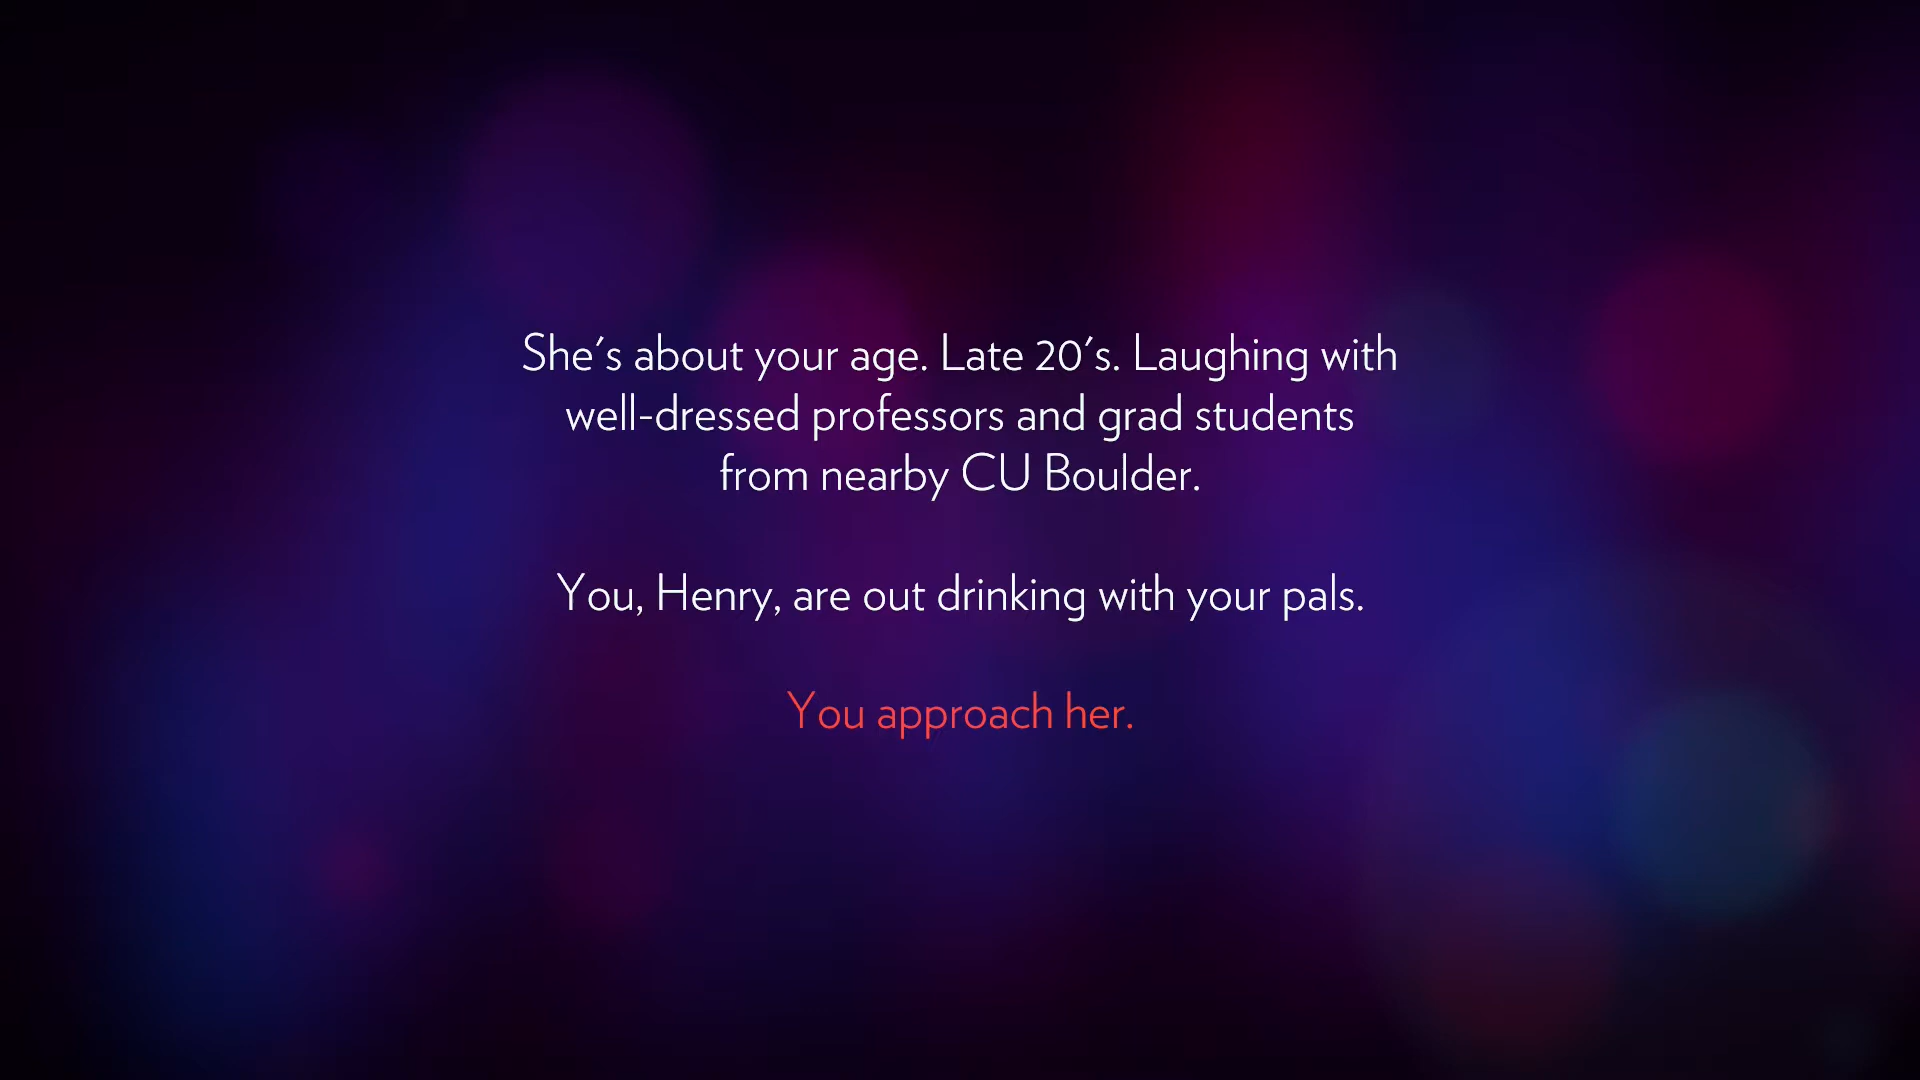 She's about your age. Late 20's. Laughing with
well-dressed professors and grad students
from nearby CU Boulder.
You, Henry, are out drinking with your pals.
You approach her.